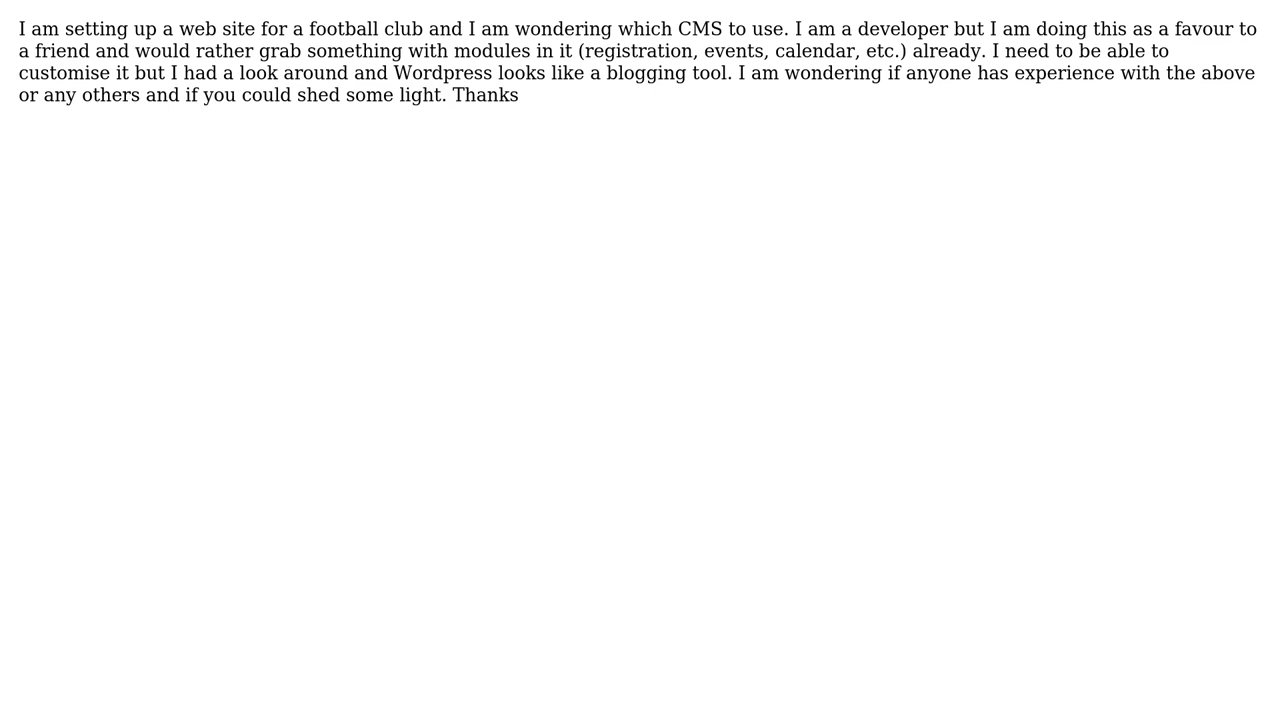 I am setting up a web site for a football club and I am wondering which CMS to use. I am a developer but I am doing this as a favour to
a friend and would rather grab something with modules in it (registration, events, calendar, etc.) already. I need to be able to
customise it but I had a look around and Wordpress looks like a blogging tool. I am wondering if anyone has experience with the above
or any others and if you could shed some light. Thanks